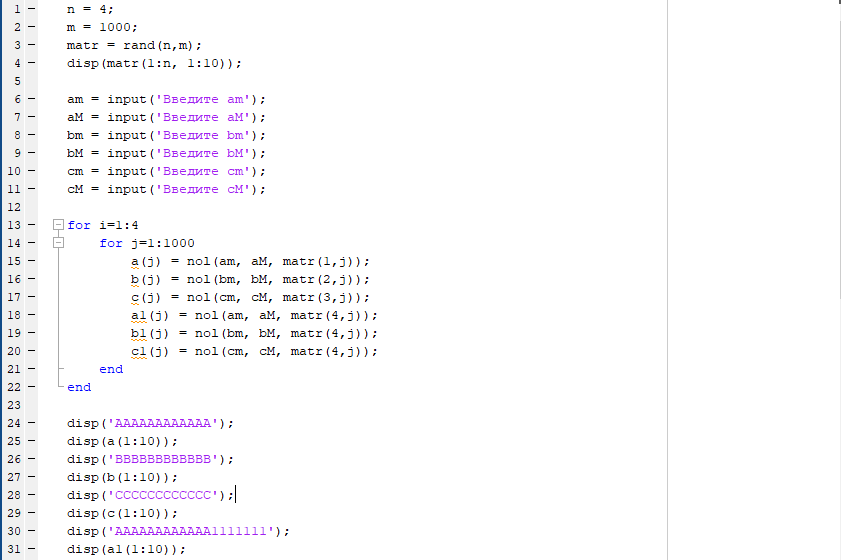 1 n = 4;
2 m = 1000;
3 matr = rand(n,m);
4 disp(matr(1:n, 1:10));
5
6 am = input('Введите am');
7 aM = input('Введите aM');
8 bm = input('Введите bm');
9 bM = input('Введите bM');
10 cm = input('Введите cm');
11 cM = input('Введите cM');
12
13 for i=1:4
14 for j=1:1000
15 a(j) = nol(am, aM, matr(1,j));
16 b(j) = nol(bm, bM, matr(2,j));
17 c(j) = nol(cm, cM, matr(3,j));
18 a1(j) = nol(am, aM, matr(4,j));
19 b1(j) = nol(bm, bM, matr(4,j));
20 c1(j) = nol(cm, cM, matr(4,j));
21 end
22 end
23
24 disp('AAAAAAAAAAAA');
25 disp(a(1:10));
26 disp('BBBBBBBBBBBB');
27 disp(b(1:10));
28 disp('CCCCCCCCCCCC');
29 disp(c(1:10));
30 disp('AAAAAAAAAAAA1111111');
31 disp(a1(1:10));